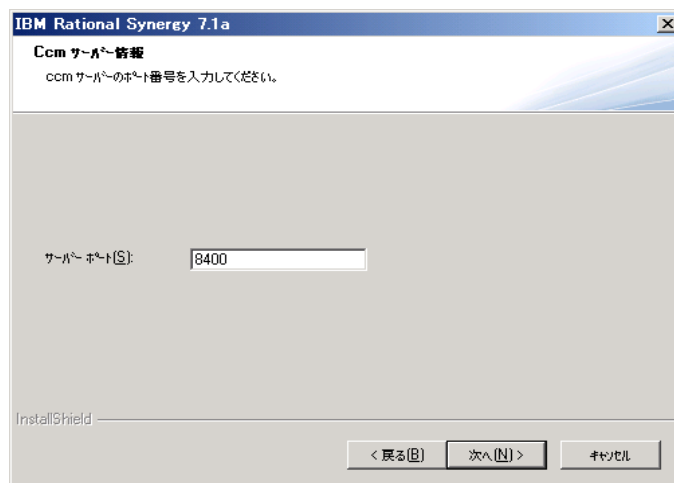 IBM Rational Synergy 7.1a
Ccm サーバー情報
ccm サーバーのポート番号を入力してください。
サーバー ポート(S):
8400
InstallShield
< 戻る(B)
次へ(N) >
キャンセル